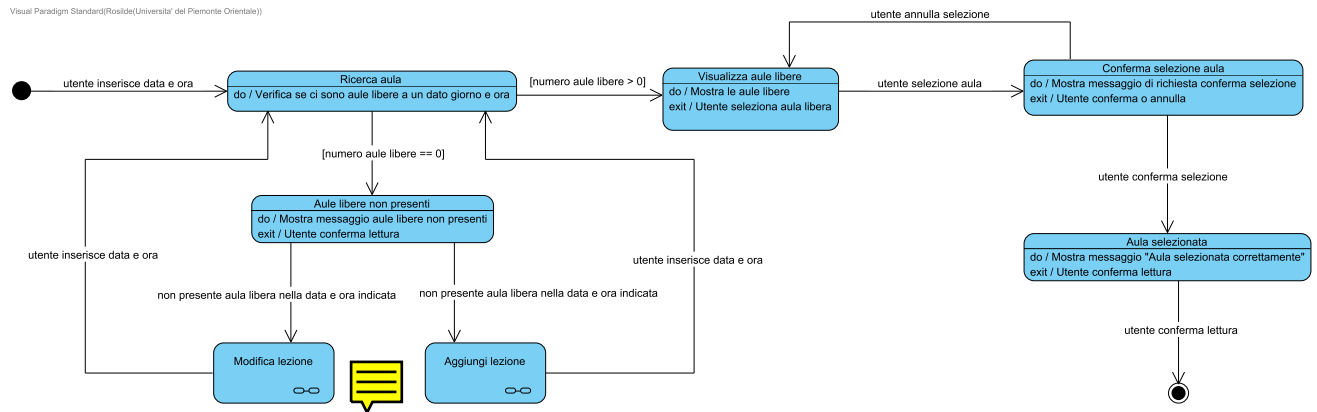 Visual Paradigm Standard(Rosilde(Universita' del Piemonte Orientale))
utente annulla selezione
utente inserisce data e ora
Ricerca aula
do / Verifica se ci sono aule libere a un dato giorno e ora
[numero aule libere > 0]
Visualizza aule libere
do / Mostra le aule libere
exit / Utente seleziona aula libera
utente selezione aula
Conferma selezione aula
do / Mostra messaggio di richiesta conferma selezione
exit / Utente conferma o annulla
[numero aule libere == 0]
utente conferma selezione
Aule libere non presenti
do / Mostra messaggio aule libere non presenti
exit / Utente conferma lettura
Aula selezionata
do / Mostra messaggio "Aula selezionata correttamente"
exit / Utente conferma lettura
utente inserisce data e ora
utente inserisce data e ora
non presente aula libera nella data e ora indicata
non presente aula libera nella data e ora indicata
utente conferma lettura
Modifica lezione
Aggiungi lezione